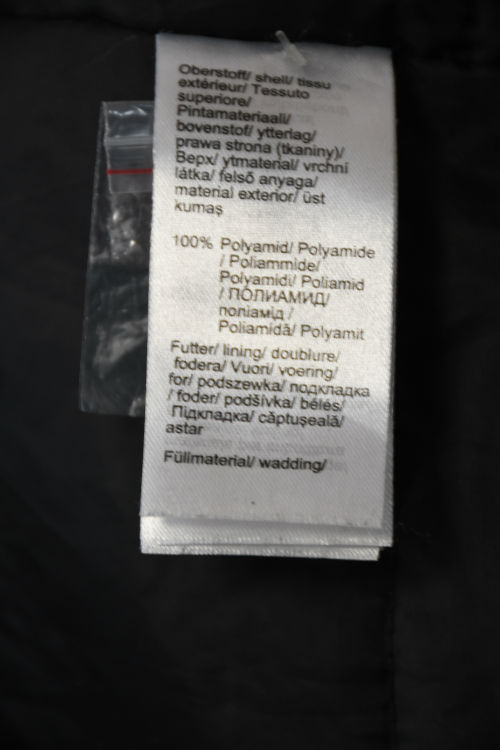 Oberstoff/ shell/ tissu
extérieur/ Tessuto
superiore/
Pintamateriaali/
bovenstof/ ytterlag/
prawa strona (tkaniny)/
Верх/ ytmaterial/ vrchní
látka/ felső anyaga/
material exterior/ üst
kumaş
100% Polyamid/ Polyamide
/ Poliammide/
Polyamidi/ Poliamid
/ ПОЛИАМИД/
поліамід /
Poliamidă/ Polyamit
Futter/ lining/ doublure/
fodera/ Vuori/ voering/
for/ podszewka/ подкладка
/ foder/ podšívka/ bélés/
Підкладка/ căptuşeală/
astar
Füllmaterial/ wadding/